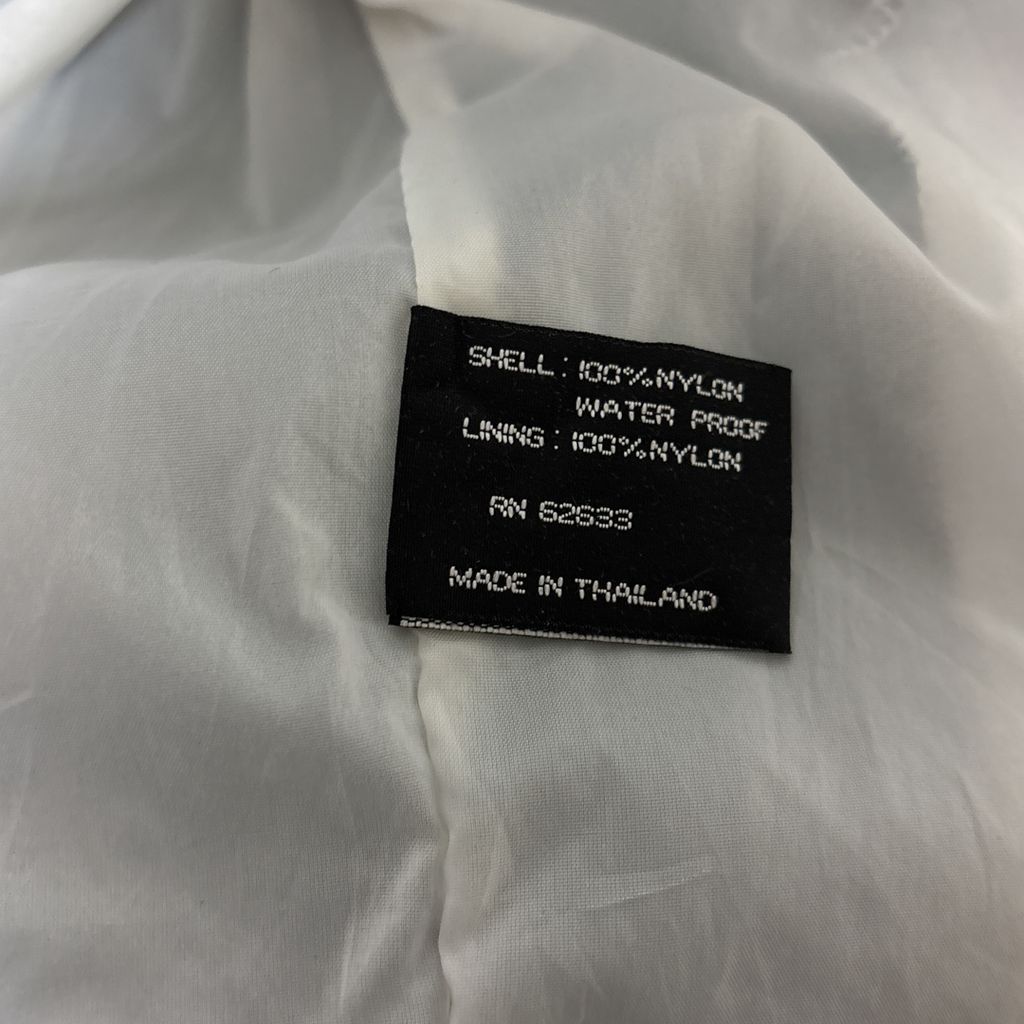 SHELL : 100% NYLON
WATER PROOF
LINING : 100% NYLON
RN 62633
MADE IN THAILAND